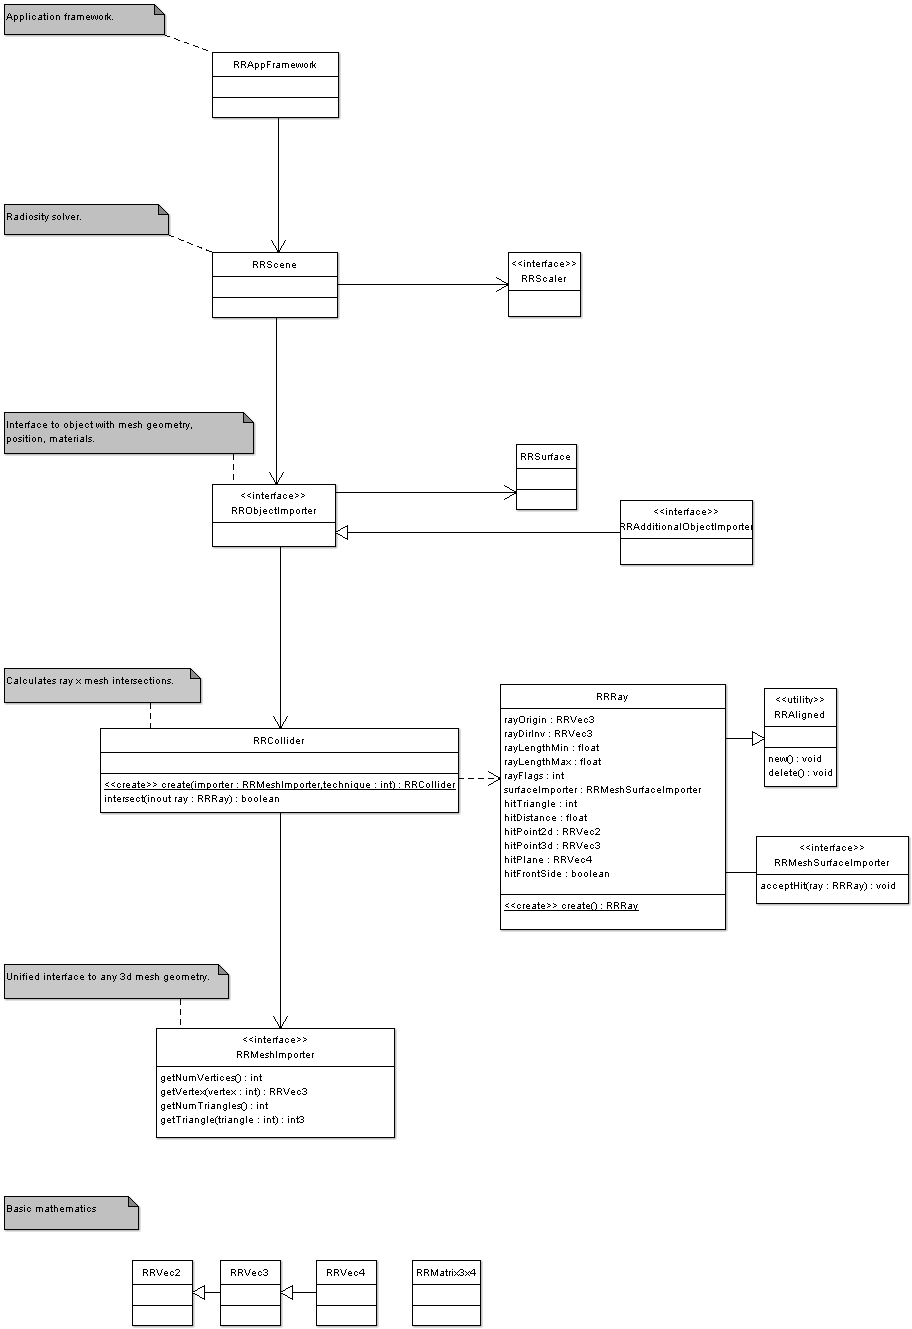 Application framework.
RRAppFramework
Radiosity solver.
RRScene
<<interface>>
RRScaler
Interface to object with mesh geometry,
position, materials.
<<interface>>
RRObjectImporter
RRSurface
<<interface>>
RRAdditionalObjectImporter
Calculates ray x mesh intersections.
RRCollider
<<create>> create(importer : RRMeshImporter,technique : int) : RRCollider
intersect(inout ray : RRRay) : boolean
RRRay
rayOrigin : RRVec3
rayDirInv : RRVec3
rayLengthMin : float
rayLengthMax : float
rayFlags : int
surfaceImporter : RRMeshSurfaceImporter
hitTriangle : int
hitDistance : float
hitPoint2d : RRVec2
hitPoint3d : RRVec3
hitPlane : RRVec4
hitFrontSide : boolean
<<create>> create() : RRRay
<<utility>>
RRAligned
new() : void
delete() : void
<<interface>>
RRMeshSurfaceImporter
acceptHit(ray : RRRay) : void
Unified interface to any 3d mesh geometry.
<<interface>>
RRMeshImporter
getNumVertices() : int
getVertex(vertex : int) : RRVec3
getNumTriangles() : int
getTriangle(triangle : int) : int3
Basic mathematics
RRVec2
RRVec3
RRVec4
RRMatrix3x4